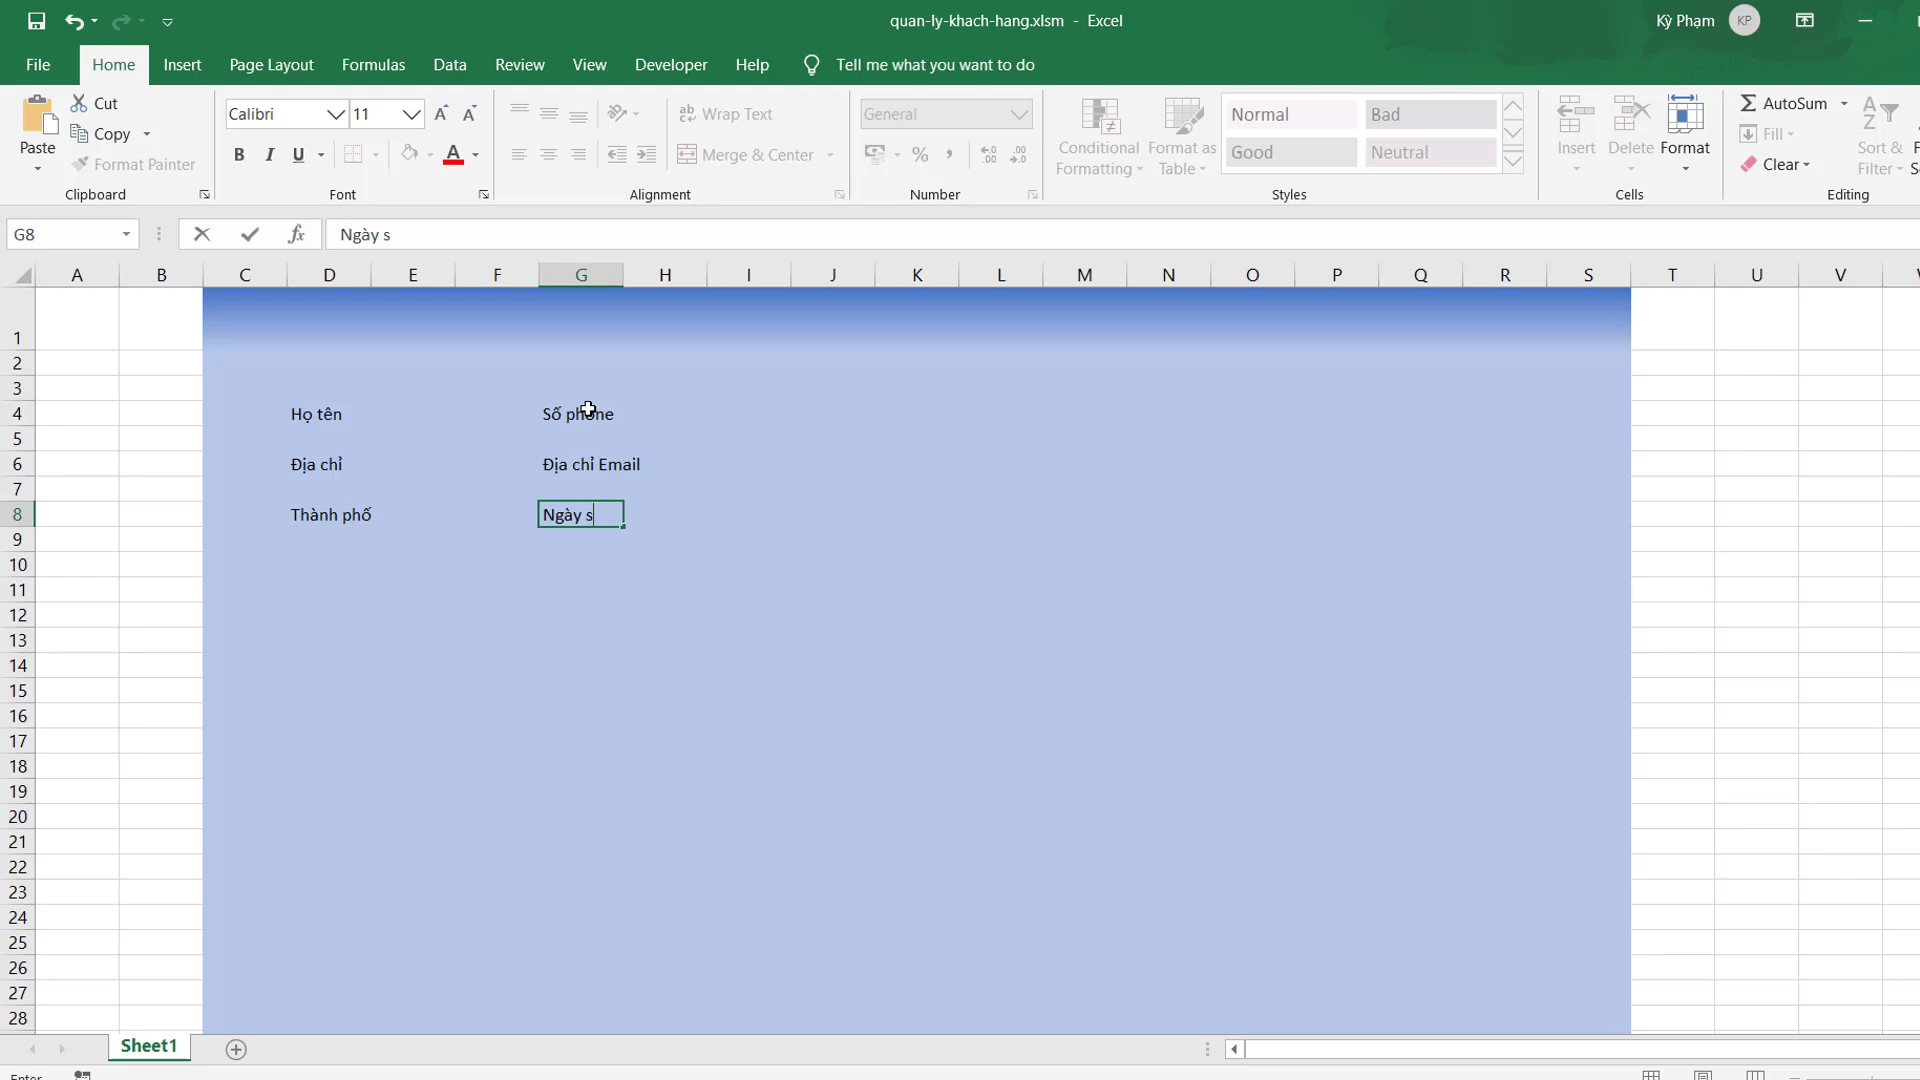 quan-ly-khach-hang.xlsm - Excel
Kỳ Phạm KP
File Home Insert Page Layout Formulas Data Review View Developer Help Tell me what you want to do
Paste
Cut
Copy
Format Painter
Clipboard
Calibri 11
B I U
Font
Wrap Text
Merge & Center
Alignment
General
Number
Conditional Formatting
Format as Table
Normal Bad
Good Neutral
Styles
Insert Delete Format
Cells
AutoSum
Fill
Clear
Sort &
Filter
Editing
G8 fx Ngày s
A B C D E F G H I J K L M N O P Q R S T U V
1
2
3
4 Họ tên Số phone
5
6 Địa chỉ Địa chỉ Email
7
8 Thành phố Ngày s
9
10
11
12
13
14
15
16
17
18
19
20
21
22
23
24
25
26
27
28
Sheet1
Enter